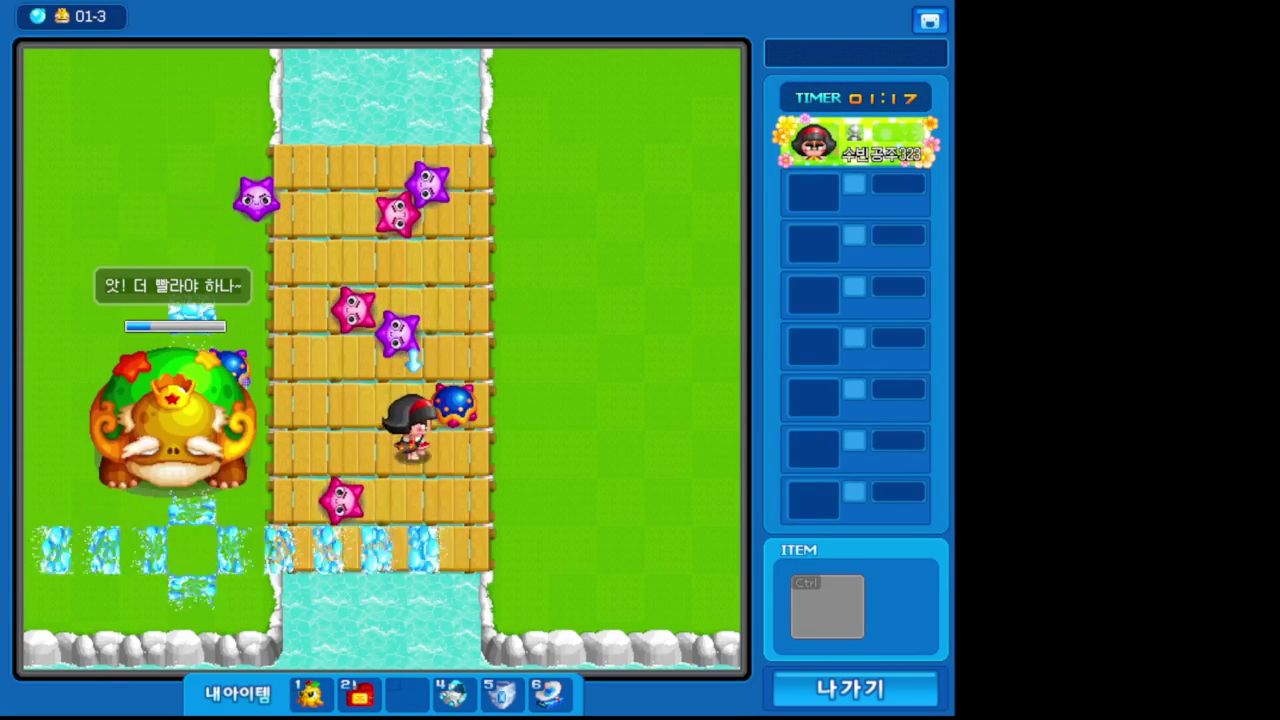 01-3
TIMER 01:17
수빈공주323
앗! 더 빨라야 하나~
ITEM
Ctrl
내아이템
1
2
4
5
6
나가기